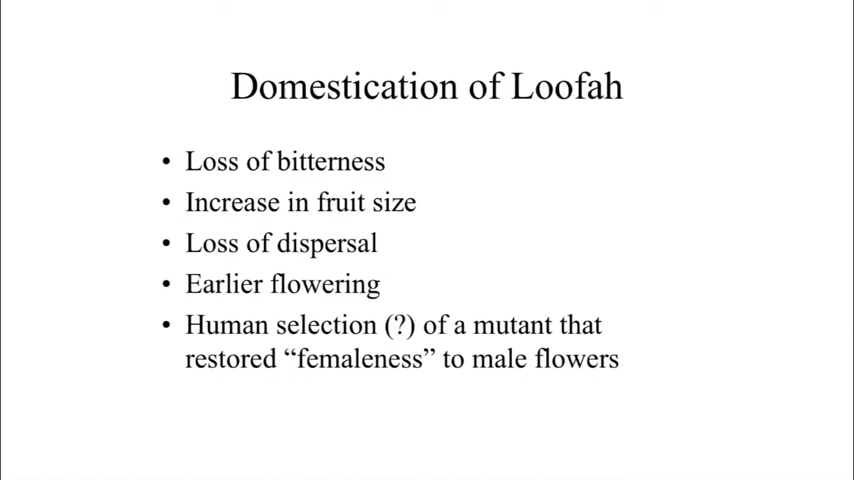 Domestication of Loofah
• Loss of bitterness
• Increase in fruit size
• Loss of dispersal
• Earlier flowering
• Human selection (?) of a mutant that
restored “femaleness” to male flowers